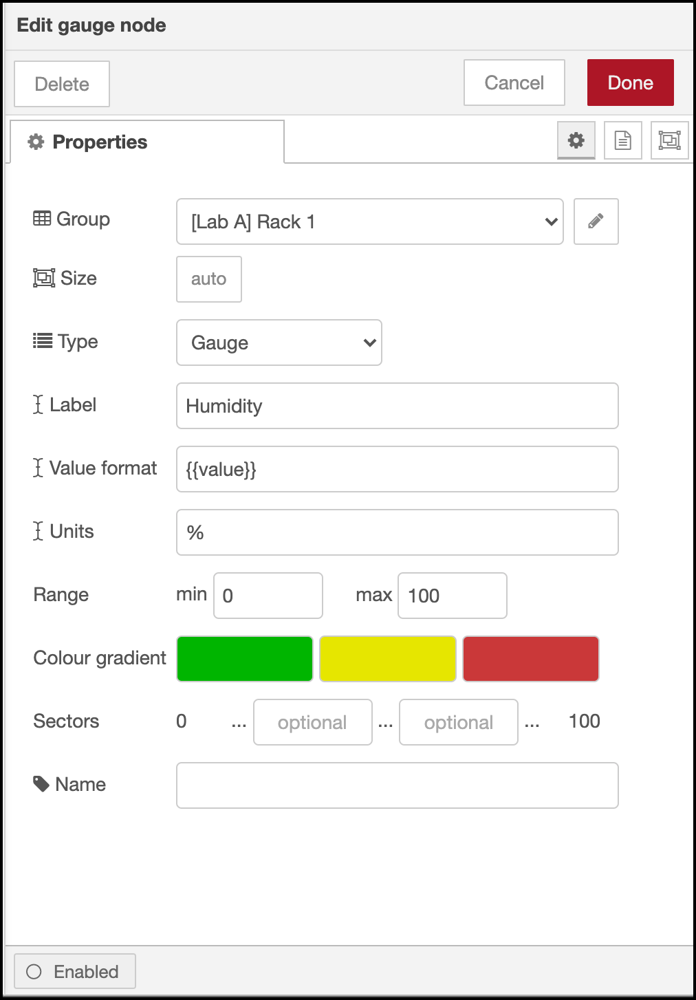 Edit gauge node
Delete Cancel Done
Properties
Group [Lab A] Rack 1
Size auto
Type Gauge
Label Humidity
Value format {{value}}
Units %
Range min 0 max 100
Colour gradient
Sectors 0 ... optional ... optional ... 100
Name
Enabled